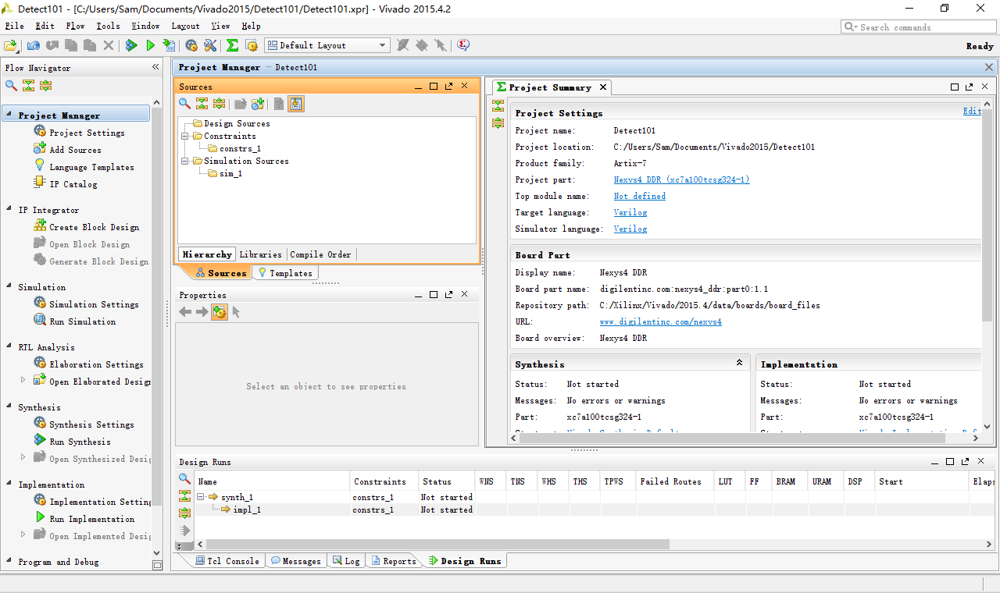 Detect101 - [C:/Users/Sam/Documents/Vivado2015/Detect101/Detect101.xpr] - Vivado 2015.4.2
File Edit Flow Tools Window Layout View Help
Search commands
Default Layout
Ready
Flow Navigator
Project Manager
Project Settings
Add Sources
Language Templates
IP Catalog
IP Integrator
Create Block Design
Open Block Design
Generate Block Design
Simulation
Simulation Settings
Run Simulation
RTL Analysis
Elaboration Settings
Open Elaborated Design
Synthesis
Synthesis Settings
Run Synthesis
Open Synthesized Desig
Implementation
Implementation Setting
Run Implementation
Open Implemented Desig
Program and Debug
Project Manager - Detect101
Sources
Design Sources
Constraints
constrs_1
Simulation Sources
sim_1
Hierarchy Libraries Compile Order
Sources Templates
Properties
Select an object to see properties
Project Summary
Project Settings Edit
Project name: Detect101
Project location: C:/Users/Sam/Documents/Vivado2015/Detect101
Product family: Artix-7
Project part: Nexys4 DDR (xc7a100tcsg324-1)
Top module name: Not defined
Target language: Verilog
Simulator language: Verilog
Board Part
Display name: Nexys4 DDR
Board part name: digilentinc.com:nexys4_ddr:part0:1.1
Repository path: C:/Xilinx/Vivado/2015.4/data/boards/board_files
URL: www.digilentinc.com/nexys4
Board overview: Nexys4 DDR
Synthesis
Status: Not started
Messages: No errors or warnings
Part: xc7a100tcsg324-1
Implementation
Status: Not started
Messages: No errors or warnings
Part: xc7a100tcsg324-1
Design Runs
Name Constraints Status WNS TNS WHS THS TPWS Failed Routes LUT FF BRAM URAM DSP Start Elaps
synth_1 constrs_1 Not started
impl_1 constrs_1 Not started
Tcl Console Messages Log Reports Design Runs